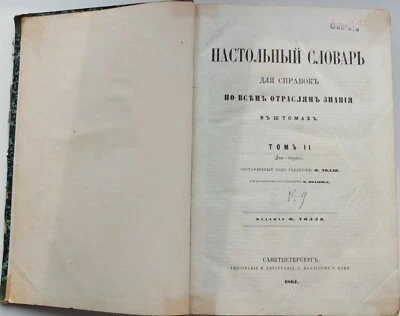 НАСТОЛЬНЫЙ СЛОВАРЬ
ДЛЯ СПРАВОКЪ
ПО ВСѢМЪ ОТРАСЛЯМЪ ЗНАНІЯ
ВЪ III ТОМАХЪ
ТОМЪ II
СОСТАВЛЕННЫЙ ПОДЪ РЕДАКЦІЕЮ Ф. ТОЛЛЯ,
ИЗДАНІЕ Ф. ТОЛЛЯ,
САНКТПЕТЕРБУРГЪ.
1864.